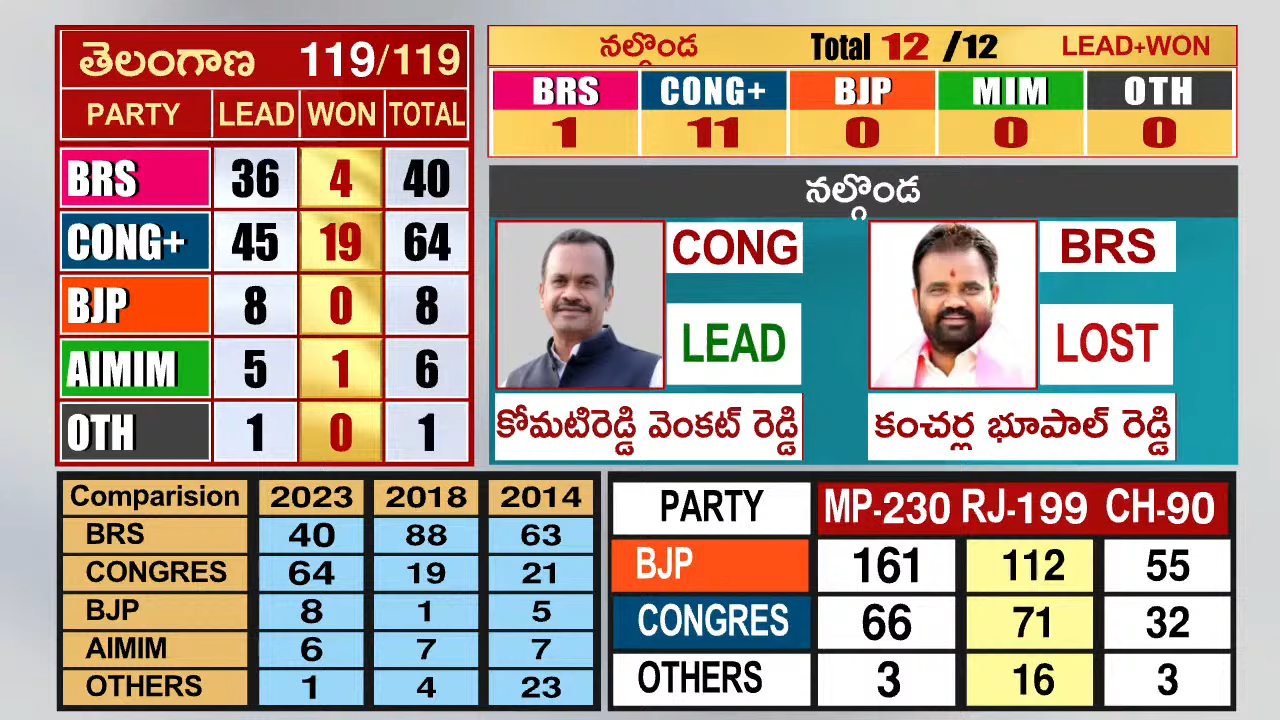 తెలంగాణ 119/119
PARTY LEAD WON TOTAL
BRS 36 4 40
CONG+ 45 19 64
BJP 8 0 8
AIMIM 5 1 6
OTH 1 0 1
నల్గొండ Total 12 /12 LEAD+WON
BRS CONG+ BJP MIM OTH
1 11 0 0 0
నల్గొండ
CONG BRS
LEAD LOST
కోమటిరెడ్డి వెంకట్ రెడ్డి కంచర్ల భూపాల్ రెడ్డి
Comparision 2023 2018 2014
BRS 40 88 63
CONGRES 64 19 21
BJP 8 1 5
AIMIM 6 7 7
OTHERS 1 4 23
PARTY MP-230 RJ-199 CH-90
BJP 161 112 55
CONGRES 66 71 32
OTHERS 3 16 3